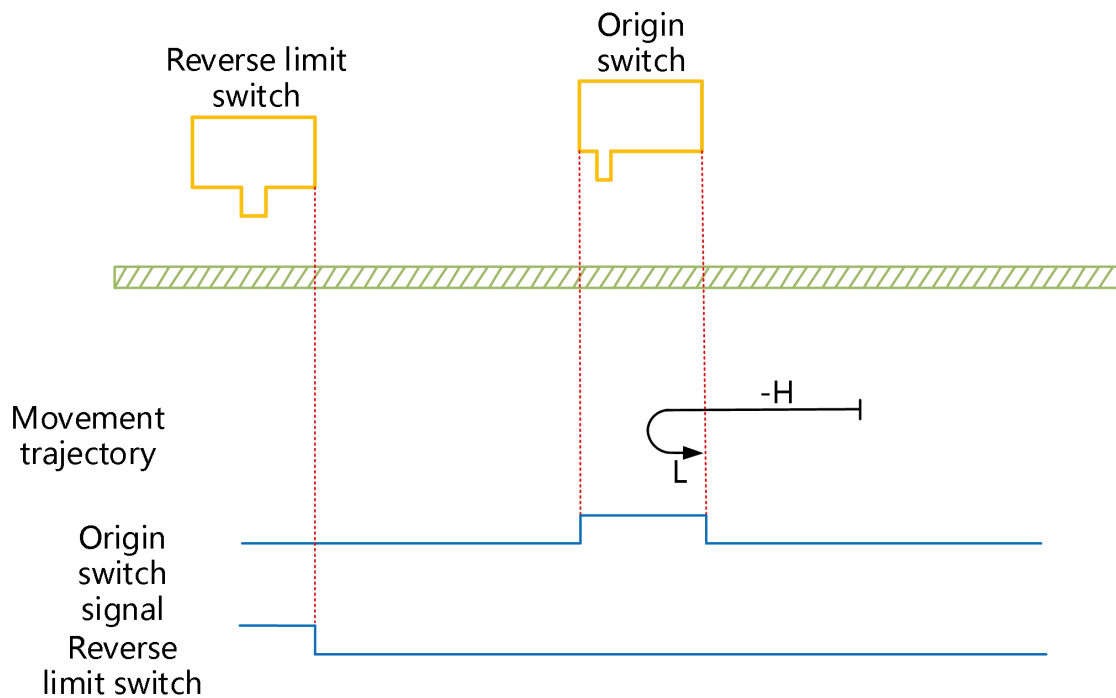 Origin
switch
Reverse limit
switch
-H
Movement
trajectory
L
Origin
switch
signal
Reverse
limit switch